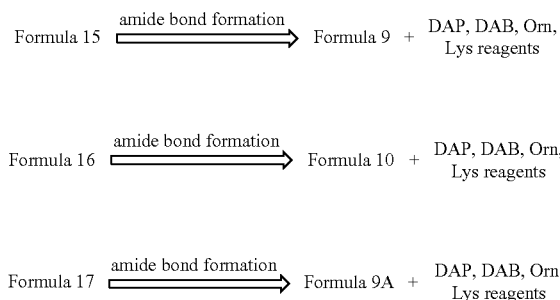 amide bond formation
Formula 15 Formula 9 + DAP, DAB, Orn,
Lys reagents
amide bond formation
Formula 16 Formula 10 + DAP, DAB, Orn,
Lys reagents
amide bond formation
Formula 17 Formula 9A + DAP, DAB, Orn
Lys reagents